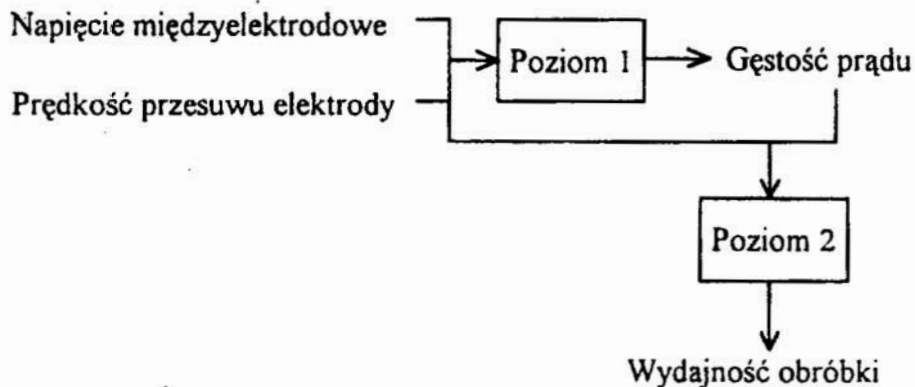 Napięcie międzyelektrodowe
Poziom 1
Gęstość prądu
Prędkość przesuwu elektrody
Poziom 2
Wydajność obróbki